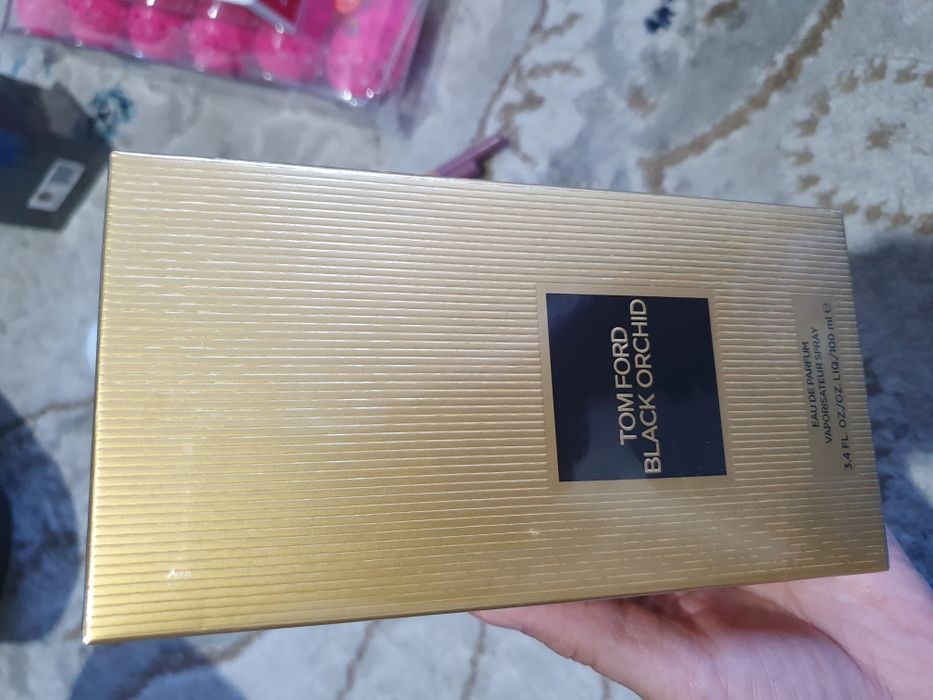 TOM FORD
BLACK ORCHID
EAU DE PARFUM
VAPORISATEUR SPRAY
3.4 FL. OZ./OZ. LIQ./100 ml ℮